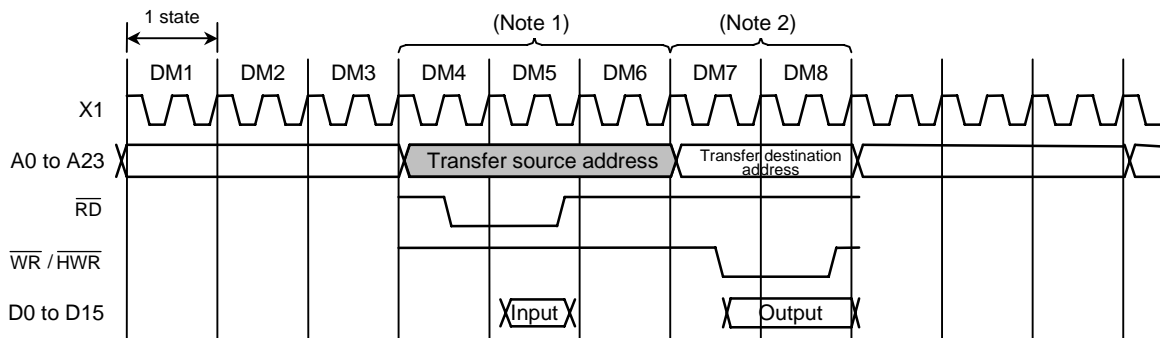 1 state
(Note 1)
(Note 2)
DM1 DM2 DM3 DM4 DM5 DM6 DM7 DM8
X1
A0 to A23
Transfer source address
Transfer destination
address
RD
WR / HWR
D0 to D15
Input
Output